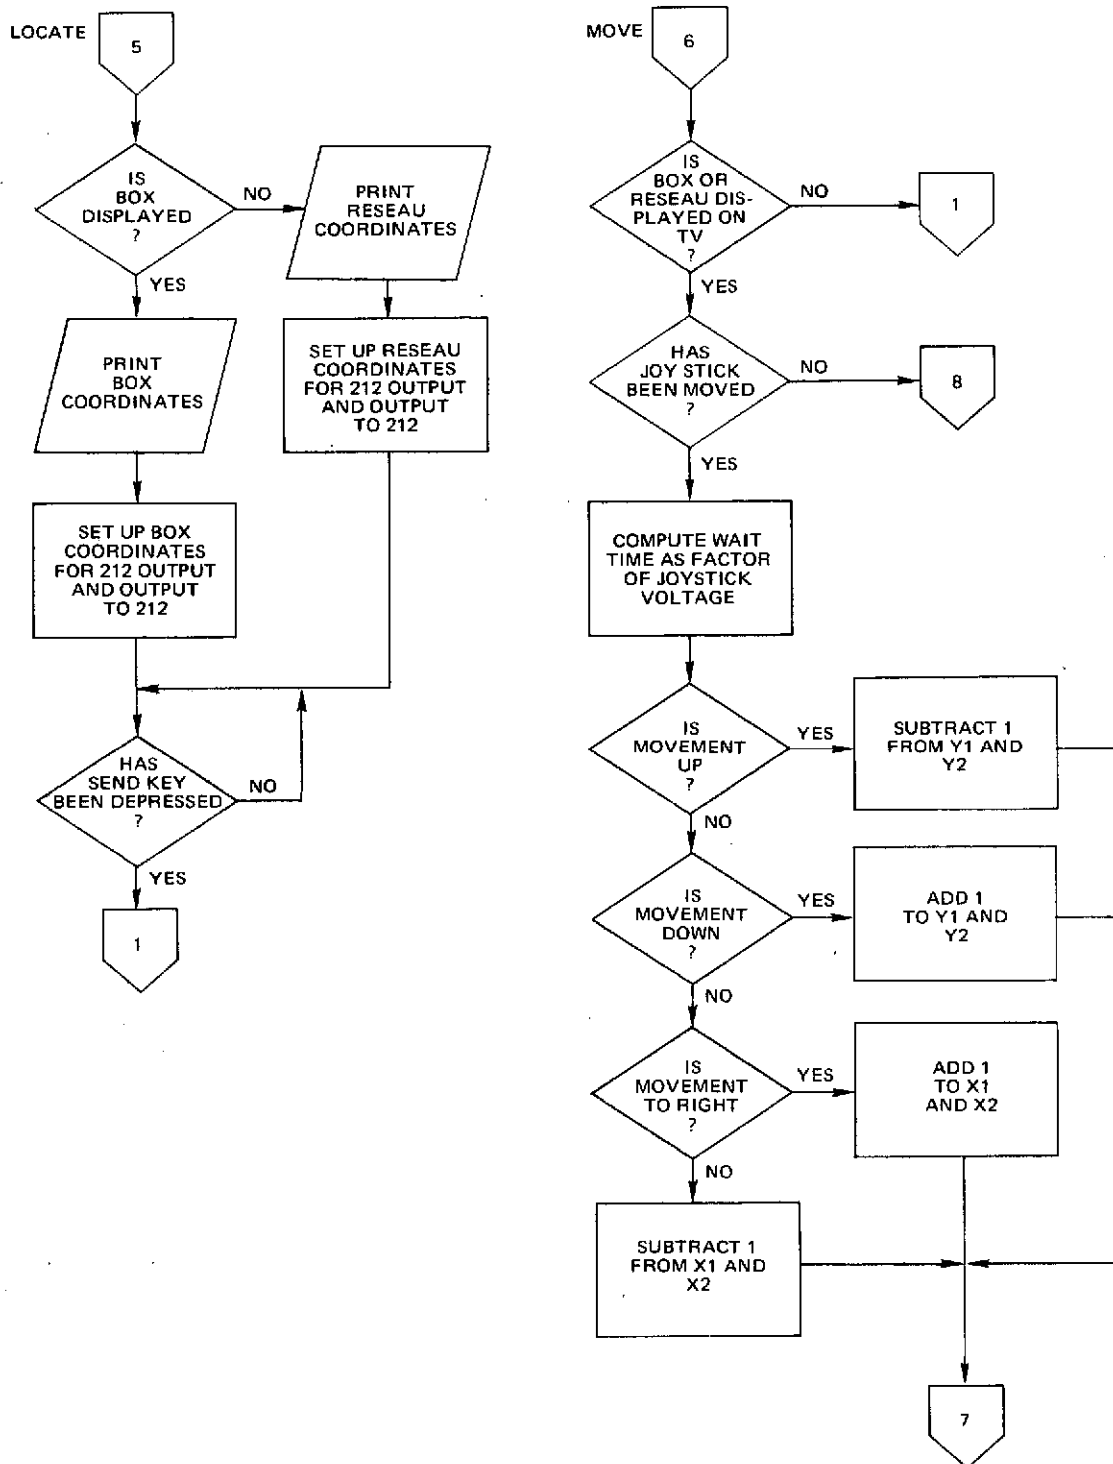 LOCATE
5
IS
BOX
DISPLAYED
?
NO
PRINT
RESEAU
COORDINATES
YES
PRINT
BOX
COORDINATES
SET UP RESEAU
COORDINATES
FOR 212 OUTPUT
AND OUTPUT
TO 212
SET UP BOX
COORDINATES
FOR 212 OUTPUT
AND OUTPUT
TO 212
HAS
SEND KEY
BEEN DEPRESSED
?
NO
YES
1
MOVE
6
IS
BOX OR
RESEAU DIS-
PLAYED ON
TV
?
NO
1
YES
HAS
JOY STICK
BEEN MOVED
?
NO
8
YES
COMPUTE WAIT
TIME AS FACTOR
OF JOYSTICK
VOLTAGE
IS
MOVEMENT
UP
?
YES
SUBTRACT 1
FROM Y1 AND
Y2
NO
IS
MOVEMENT
DOWN
?
YES
ADD 1
TO Y1 AND
Y2
NO
IS
MOVEMENT
TO RIGHT
?
YES
ADD 1
TO X1
AND X2
NO
SUBTRACT 1
FROM X1 AND
X2
7